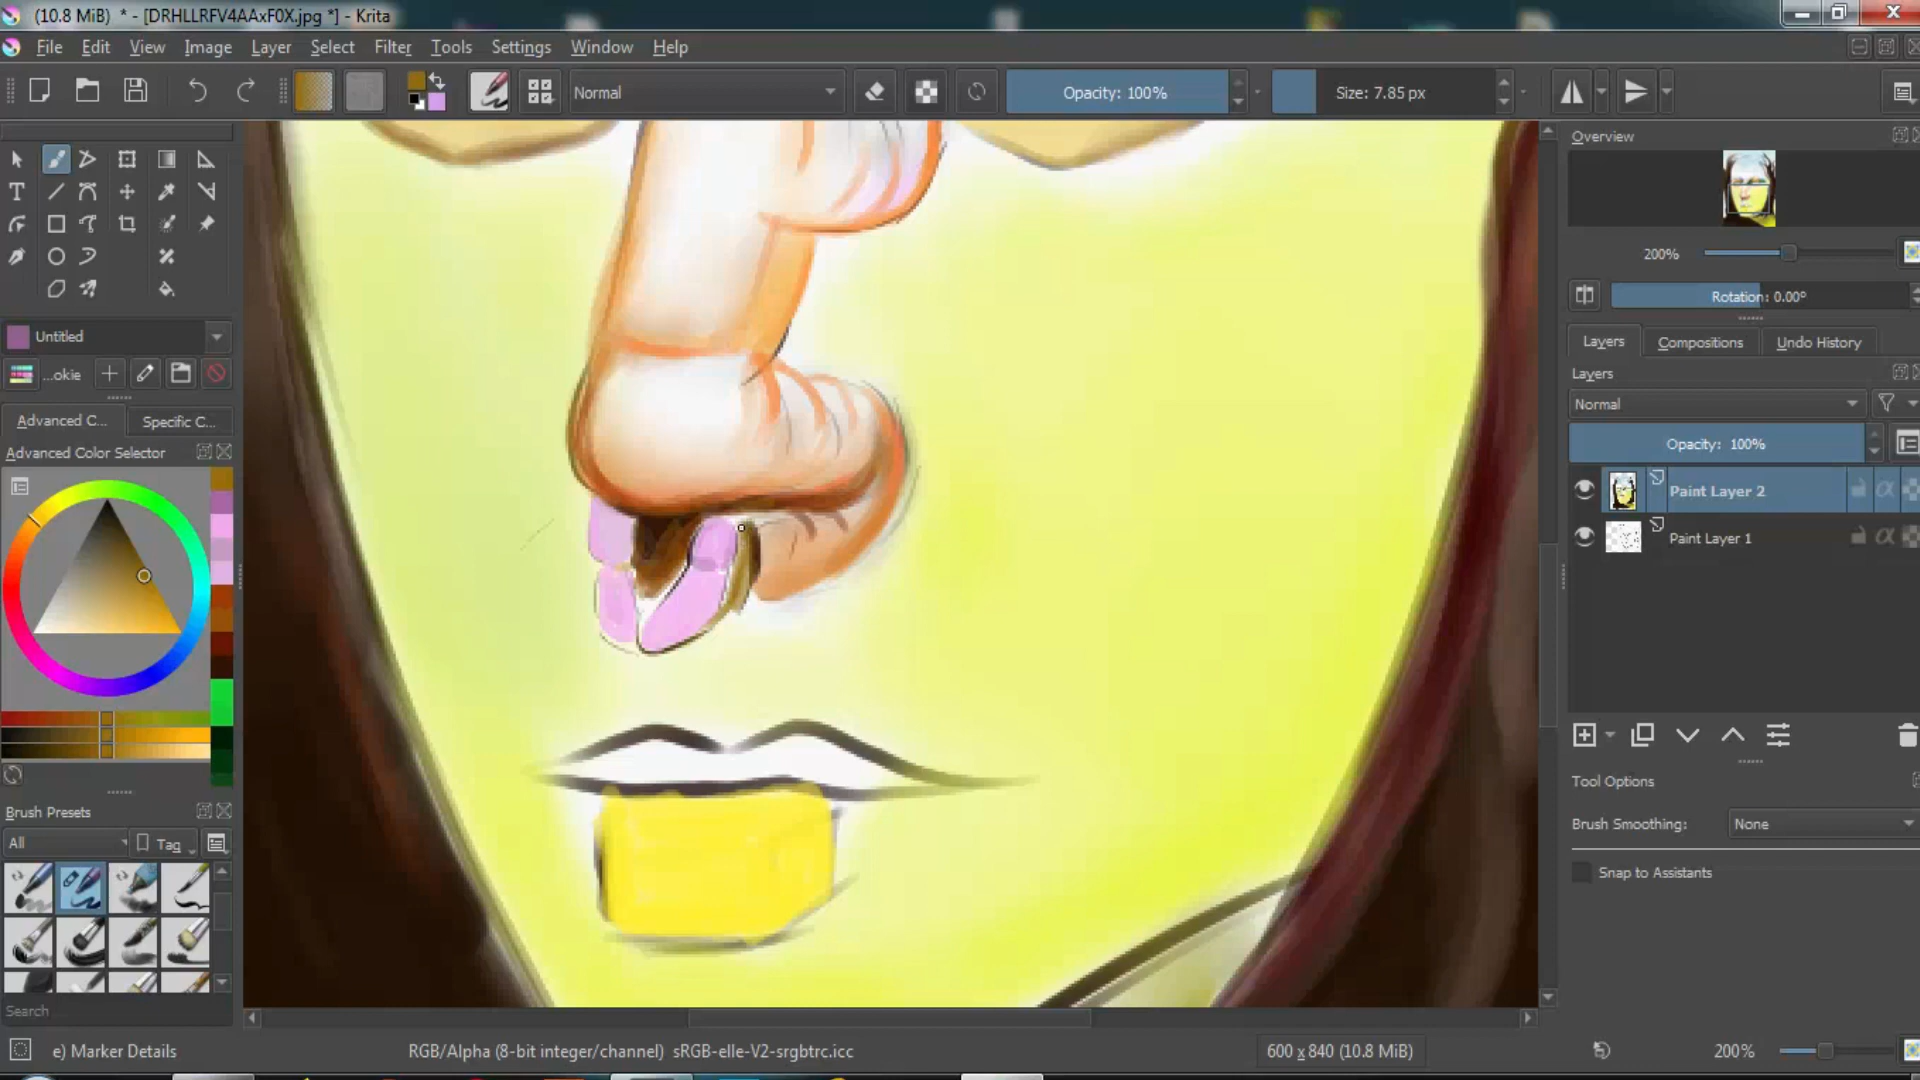 (10.8 MiB) * - [DRHLLRFV4AAxF0X.jpg *] - Krita
File Edit View Image Layer Select Filter Tools Settings Window Help
Normal Opacity: 100% Size: 7.85 px
Overview
200%
Rotation: 0.00°
Untitled
...okie
Layers Compositions Undo History
Layers
Normal
Advanced C... Specific C...
Opacity: 100%
Advanced Color Selector
Paint Layer 2
Paint Layer 1
Tool Options
Brush Presets
Brush Smoothing: None
All Tag
Snap to Assistants
Search
e) Marker Details RGB/Alpha (8-bit integer/channel) sRGB-elle-V2-srgbtrc.icc 600 x 840 (10.8 MiB) 200%